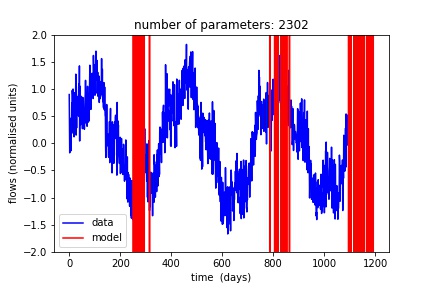 number of parameters: 2302
flows (normalised units)
2.0
1.5
1.0
0.5
0.0
−0.5
−1.0
−1.5
−2.0
data
model
0 200 400 600 800 1000 1200
time (days)